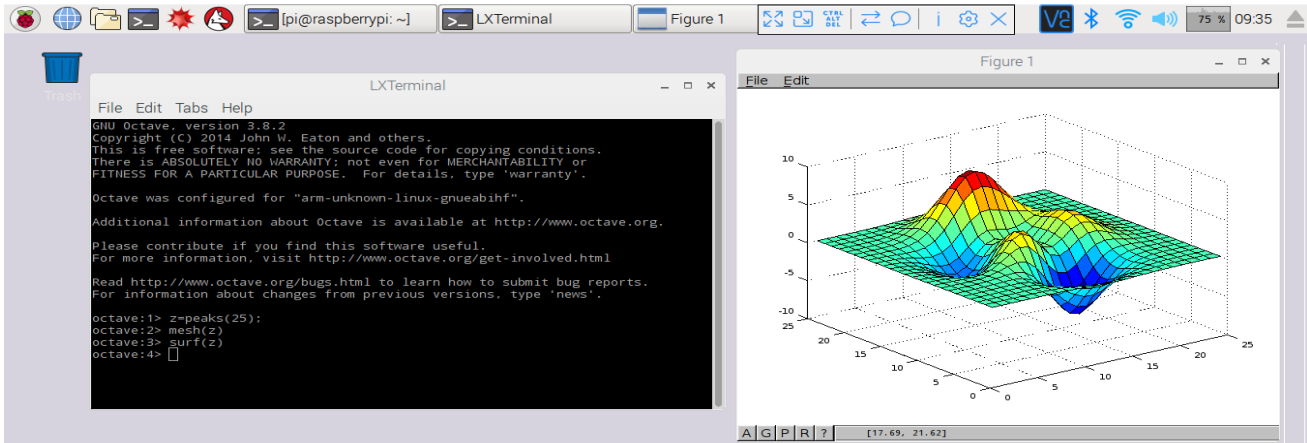 [pi@raspberrypi: ~]
LXTerminal
Figure 1
CTRL
ALT
DEL
V2
75 %
09:35
Trash
LXTerminal
File Edit Tabs Help
GNU Octave, version 3.8.2
Copyright (C) 2014 John W. Eaton and others.
This is free software; see the source code for copying conditions.
There is ABSOLUTELY NO WARRANTY; not even for MERCHANTABILITY or
FITNESS FOR A PARTICULAR PURPOSE.  For details, type 'warranty'.
Octave was configured for "arm-unknown-linux-gnueabihf".
Additional information about Octave is available at http://www.octave.org.
Please contribute if you find this software useful.
For more information, visit http://www.octave.org/get-involved.html
Read http://www.octave.org/bugs.html to learn how to submit bug reports.
For information about changes from previous versions, type 'news'.
octave:1> z=peaks(25);
octave:2> mesh(z)
octave:3> surf(z)
octave:4>
Figure 1
File Edit
10
5
0
-5
-10
25
20
15
10
5
0
0
5
10
15
20
25
A G P R ?
[17.69, 21.62]